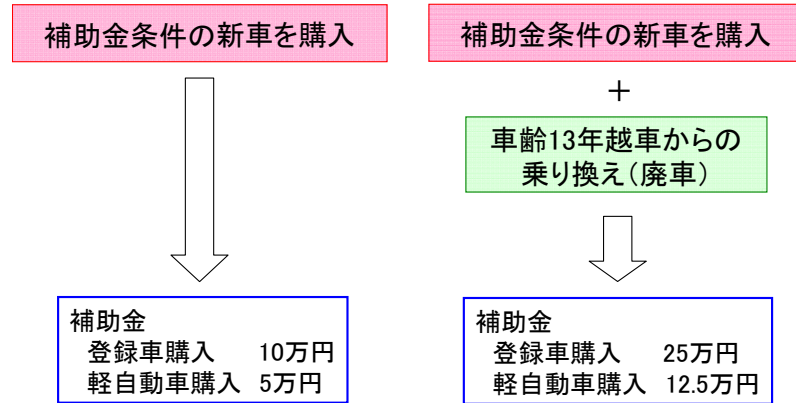 補助金条件の新車を購入
補助金
登録車購入 10万円
軽自動車購入 5万円
補助金条件の新車を購入
＋
車齢13年越車からの
乗り換え（廃車）
補助金
登録車購入 25万円
軽自動車購入 12.5万円